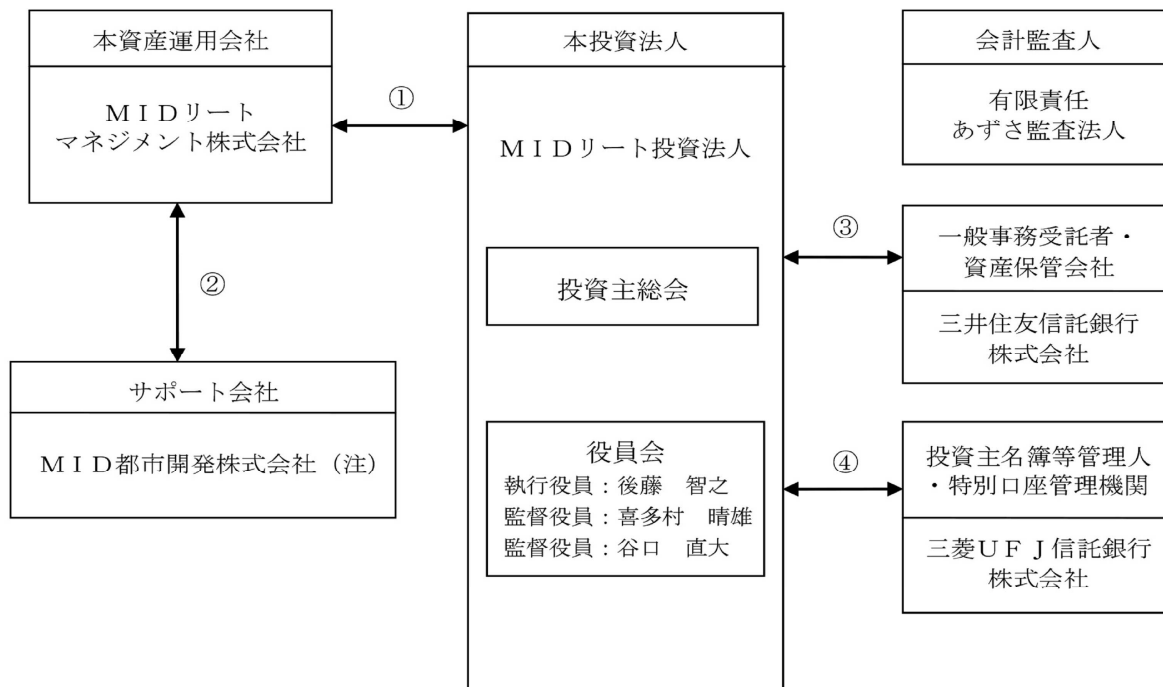 本資産運用会社
ＭＩＤリート
マネジメント株式会社
①
②
サポート会社
ＭＩＤ都市開発株式会社（注）
本投資法人
ＭＩＤリート投資法人
投資主総会
役員会
執行役員：後藤　智之
監督役員：喜多村　晴雄
監督役員：谷口　直大
会計監査人
有限責任
あずさ監査法人
③
一般事務受託者・
資産保管会社
三井住友信託銀行
株式会社
④
投資主名簿等管理人
・特別口座管理機関
三菱ＵＦＪ信託銀行
株式会社